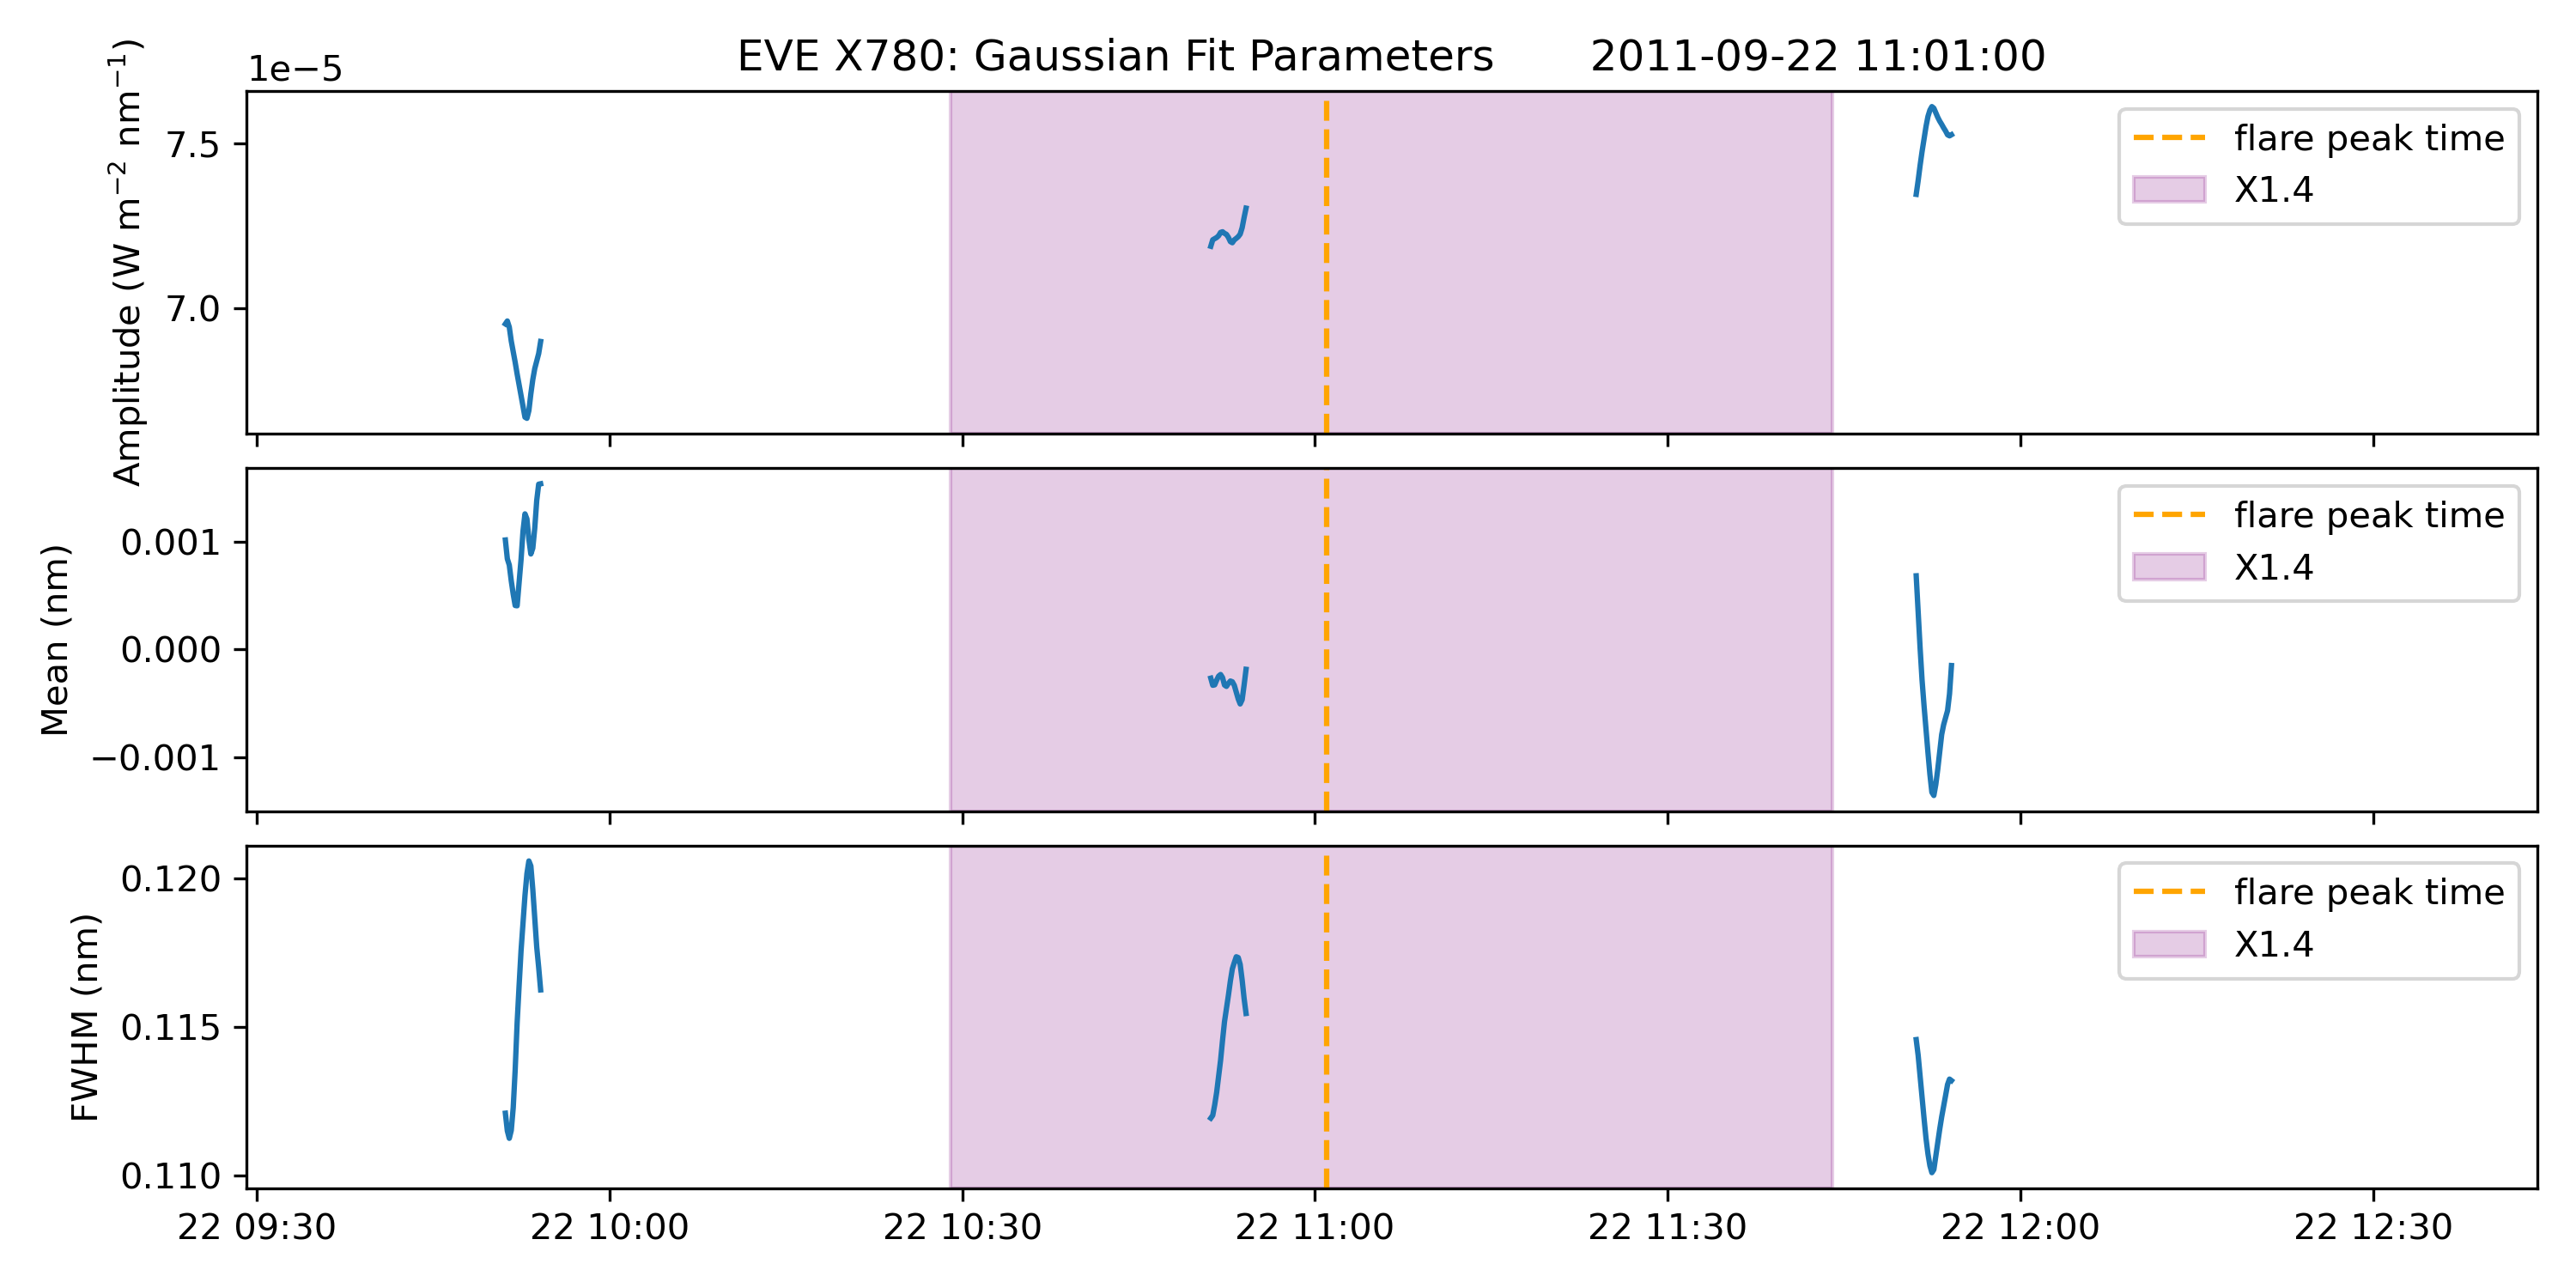 EVE X780: Gaussian Fit Parameters 2011-09-22 11:01:00
1e−5
Amplitude (W m⁻² nm⁻¹)
7.5
7.0
flare peak time
X1.4
Mean (nm)
0.001
0.000
−0.001
flare peak time
X1.4
FWHM (nm)
0.120
0.115
0.110
flare peak time
X1.4
22 09:30 22 10:00 22 10:30 22 11:00 22 11:30 22 12:00 22 12:30